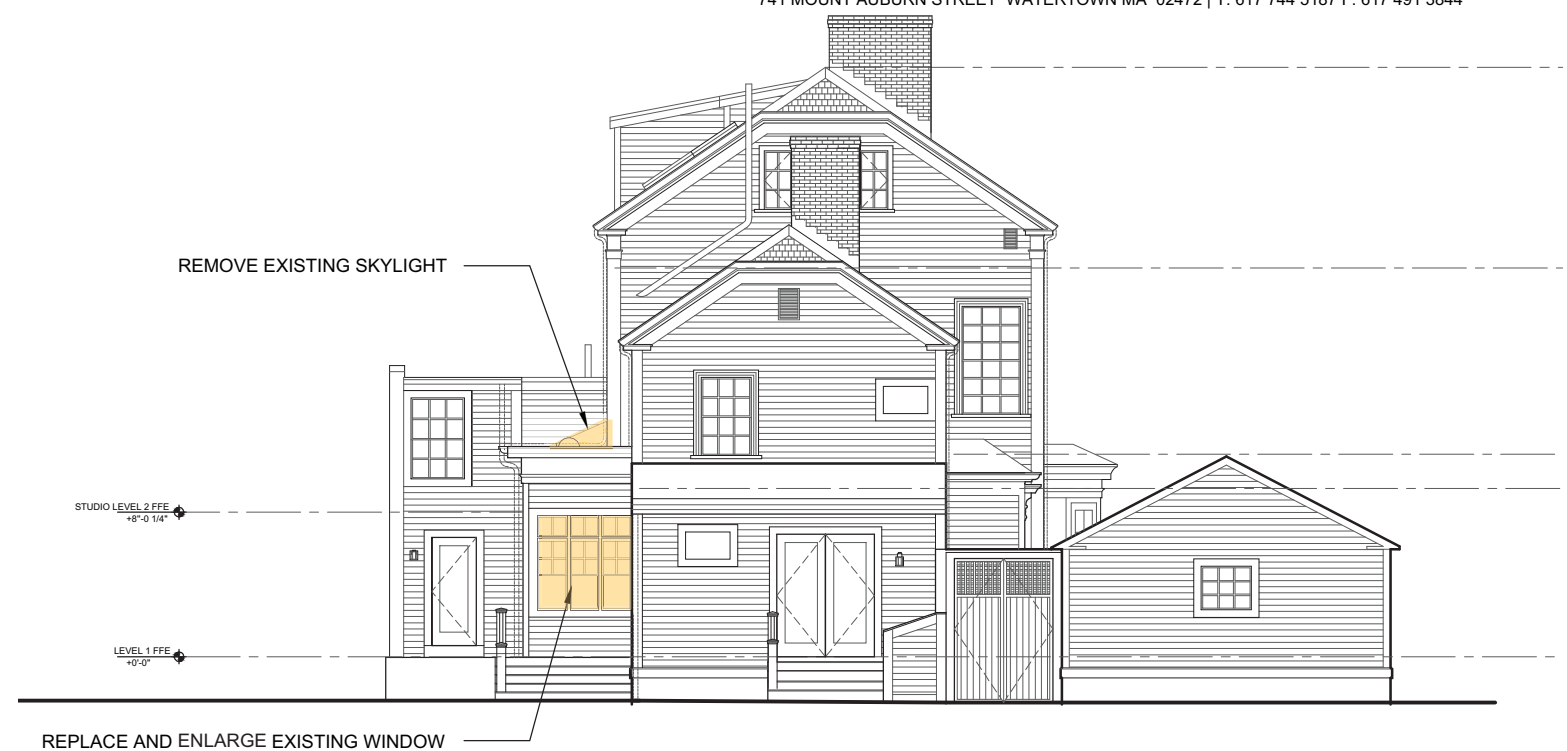 741 MOUNT AUBURN STREET WATERTOWN MA 02472 | T: 617 744 5187 F: 617 491 3844
REMOVE EXISTING SKYLIGHT
STUDIO LEVEL 2 FFE
+8"-0 1/4"
LEVEL 1 FFE
+0'-0"
REPLACE AND ENLARGE EXISTING WINDOW